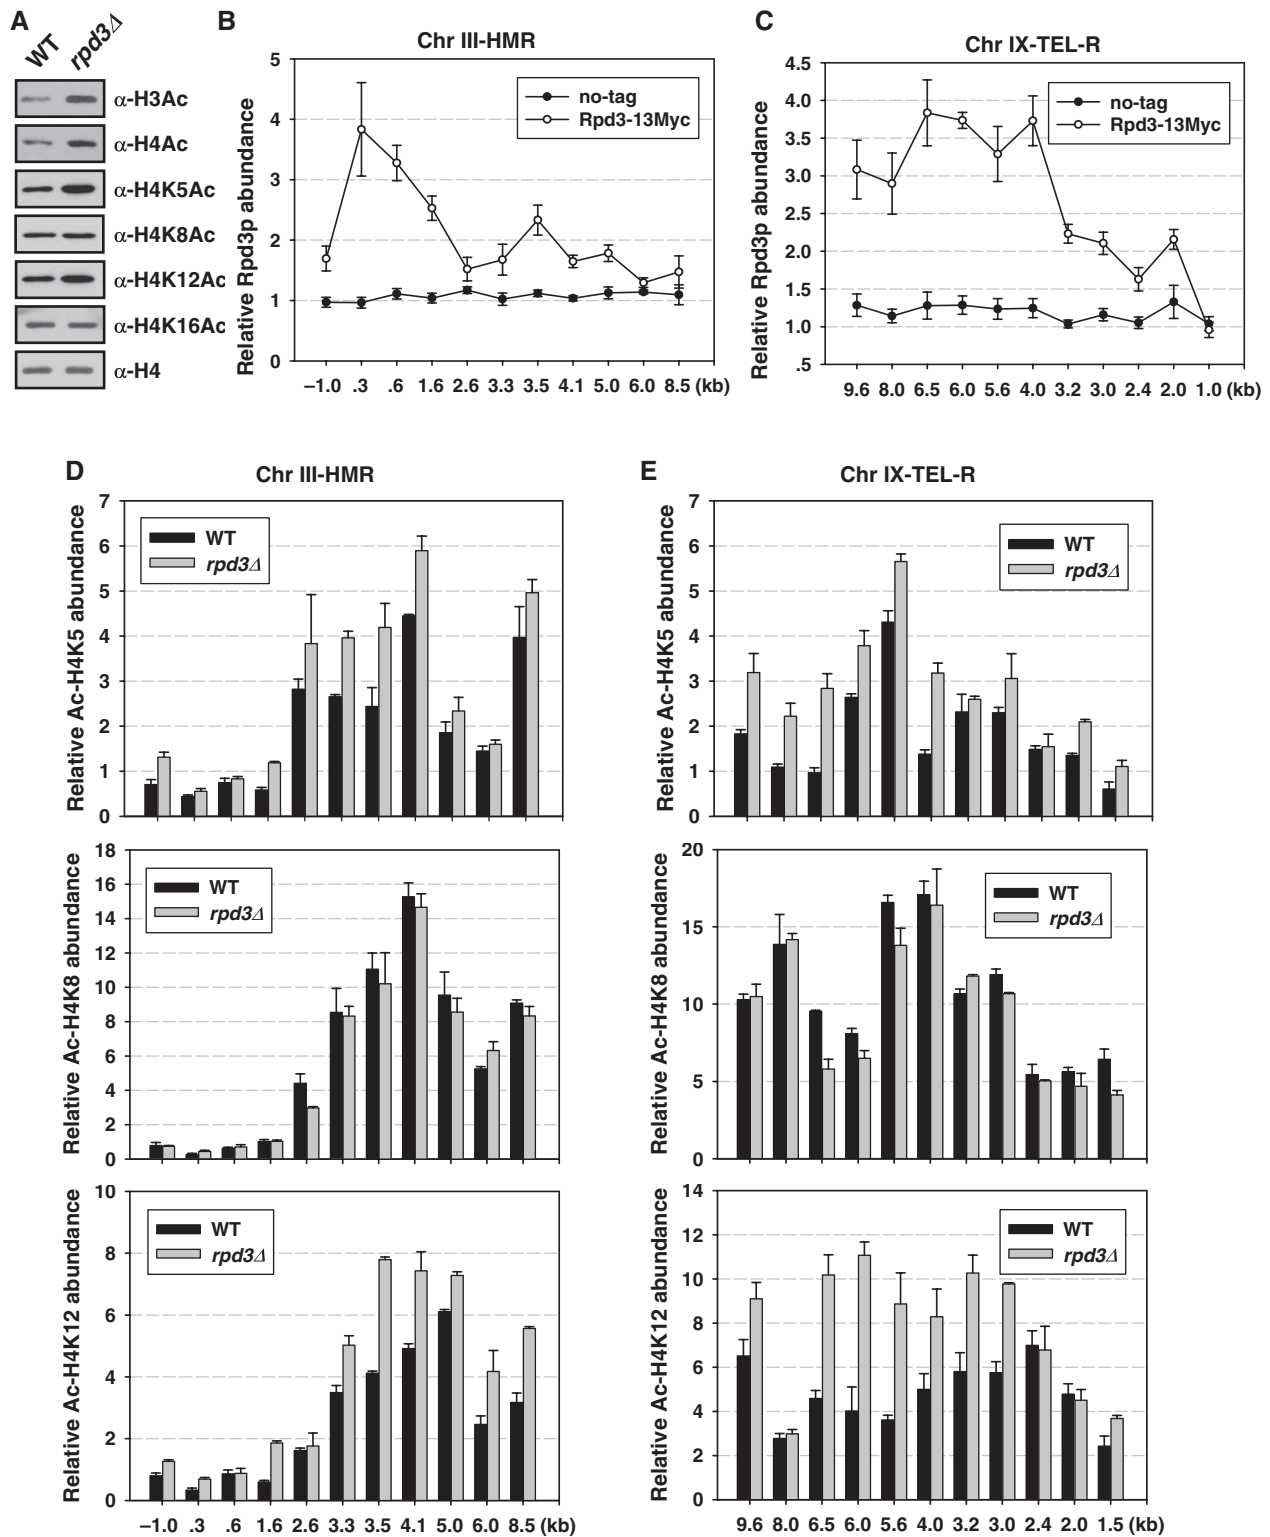 A
WT
rpd3Δ
α-H3Ac
α-H4Ac
α-H4K5Ac
α-H4K8Ac
α-H4K12Ac
α-H4K16Ac
α-H4
B
Chr III-HMR
Relative Rpd3p abundance
5
4
3
2
1
0
no-tag
Rpd3-13Myc
–1.0 .3 .6 1.6 2.6 3.3 3.5 4.1 5.0 6.0 8.5 (kb)
C
Chr IX-TEL-R
Relative Rpd3p abundance
4.5
4.0
3.5
3.0
2.5
2.0
1.5
1.0
.5
no-tag
Rpd3-13Myc
9.6 8.0 6.5 6.0 5.6 4.0 3.2 3.0 2.4 2.0 1.0 (kb)
D
Chr III-HMR
Relative Ac-H4K5 abundance
7
6
5
4
3
2
1
0
WT
rpd3Δ
Relative Ac-H4K8 abundance
18
16
14
12
10
8
6
4
2
0
WT
rpd3Δ
Relative Ac-H4K12 abundance
10
8
6
4
2
0
WT
rpd3Δ
–1.0 .3 .6 1.6 2.6 3.3 3.5 4.1 5.0 6.0 8.5 (kb)
E
Chr IX-TEL-R
Relative Ac-H4K5 abundance
7
6
5
4
3
2
1
0
WT
rpd3Δ
Relative Ac-H4K8 abundance
20
15
10
5
0
WT
rpd3Δ
Relative Ac-H4K12 abundance
14
12
10
8
6
4
2
0
WT
rpd3Δ
9.6 8.0 6.5 6.0 5.6 4.0 3.2 3.0 2.4 2.0 1.5 (kb)